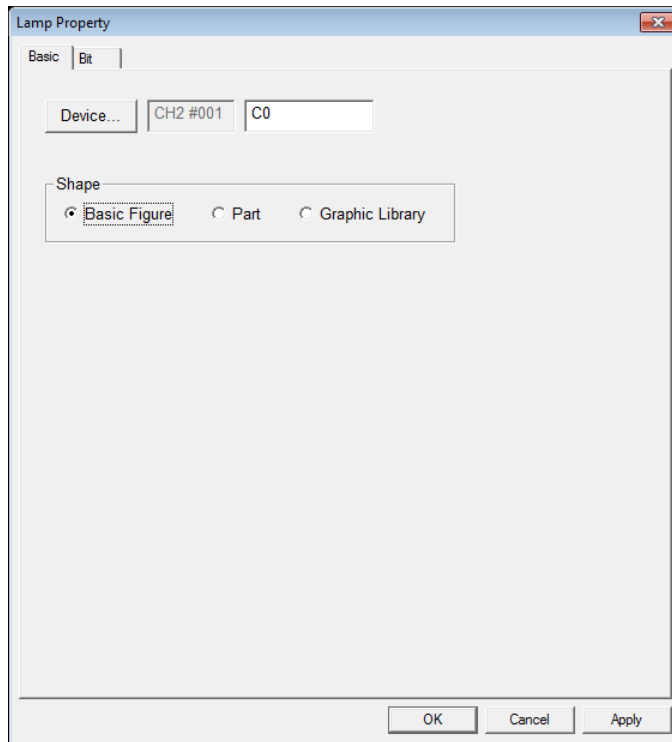 Lamp Property
Basic Bit
Device... CH2 #001 C0
Shape
Basic Figure Part Graphic Library
OK Cancel Apply